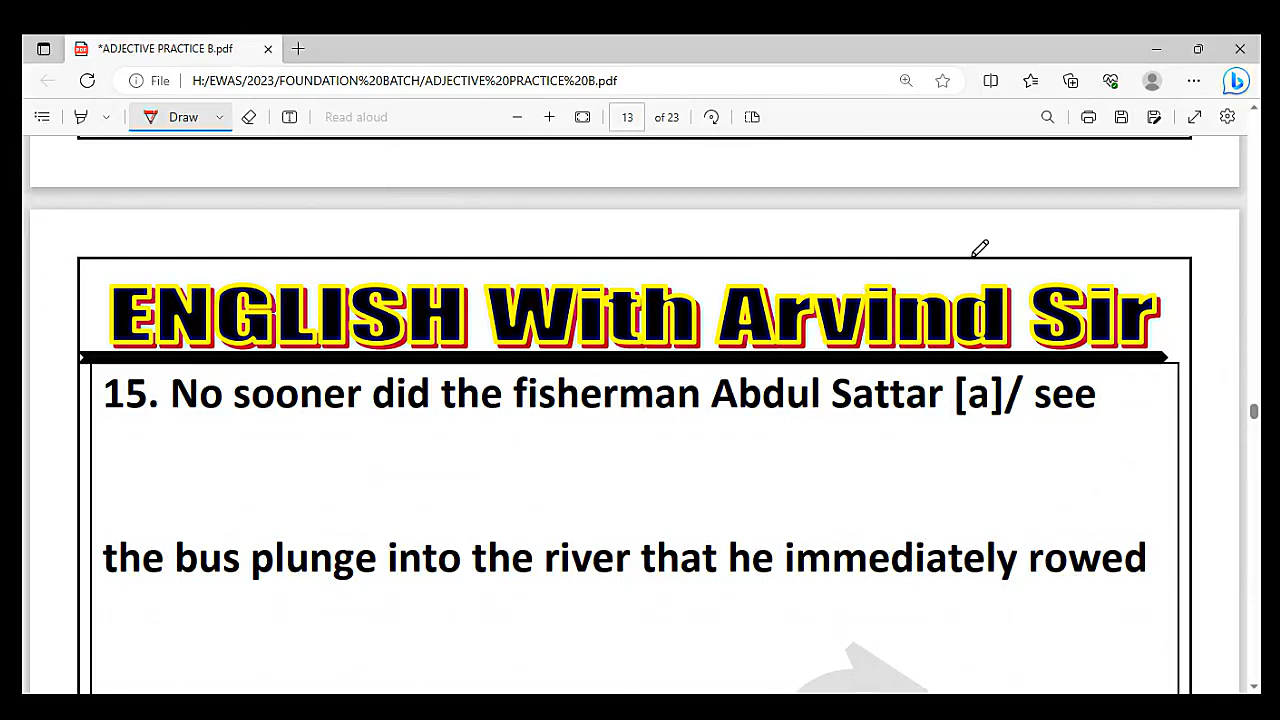 *ADJECTIVE PRACTICE B.pdf
File H:/EWAS/2023/FOUNDATION%20BATCH/ADJECTIVE%20PRACTICE%20B.pdf
Draw Read aloud 13 of 23
ENGLISH With Arvind Sir
15. No sooner did the fisherman Abdul Sattar [a]/ see
the bus plunge into the river that he immediately rowed